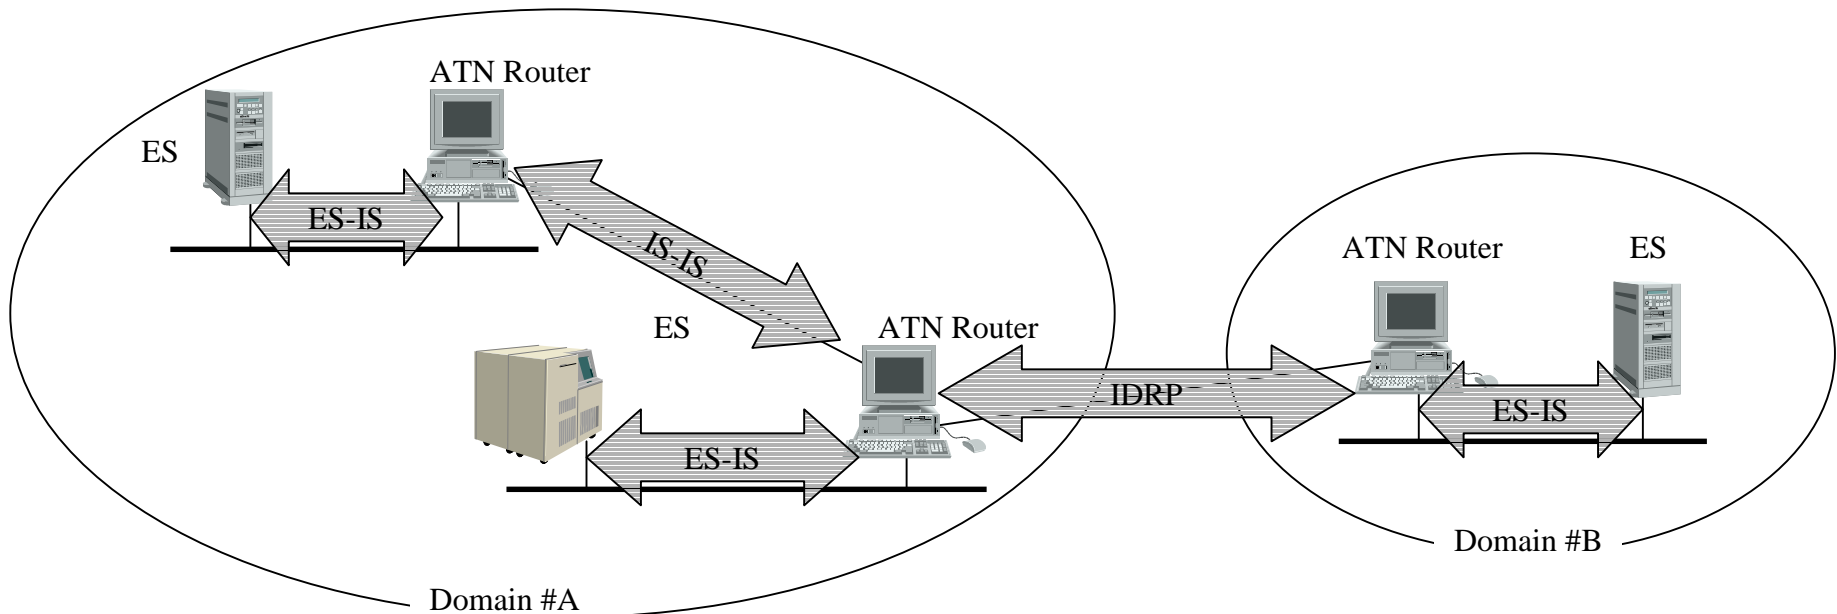 ATN Router
ES
ES-IS
IS-IS
ATN Router
ES
ES
ATN Router
IDRP
ES-IS
ES-IS
Domain #B
Domain #A